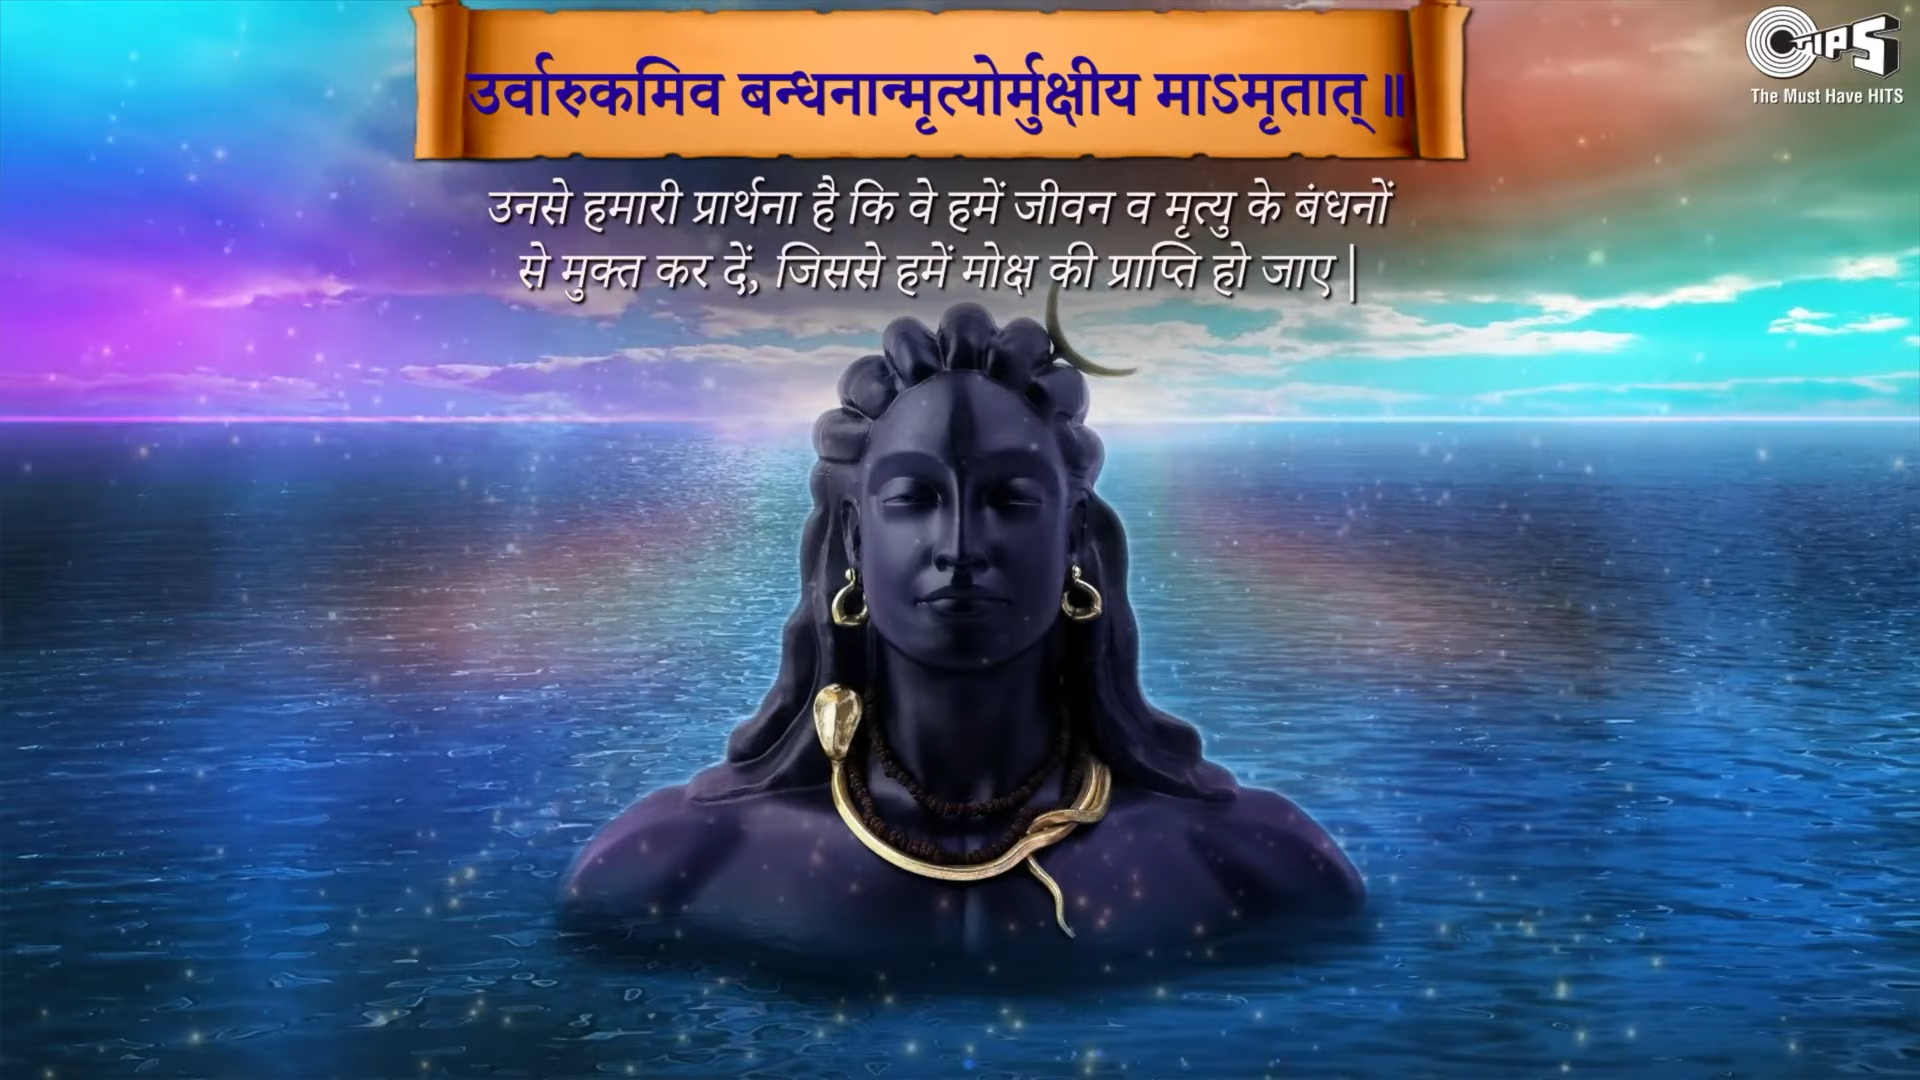 उर्वारुकमिव बन्धनान्मृत्योर्मुक्षीय माऽमृतात् ॥
TIPS
The Must Have HITS
उनसे हमारी प्रार्थना है कि वे हमें जीवन व मृत्यु के बंधनों
से मुक्त कर दें, जिससे हमें मोक्ष की प्राप्ति हो जाए |